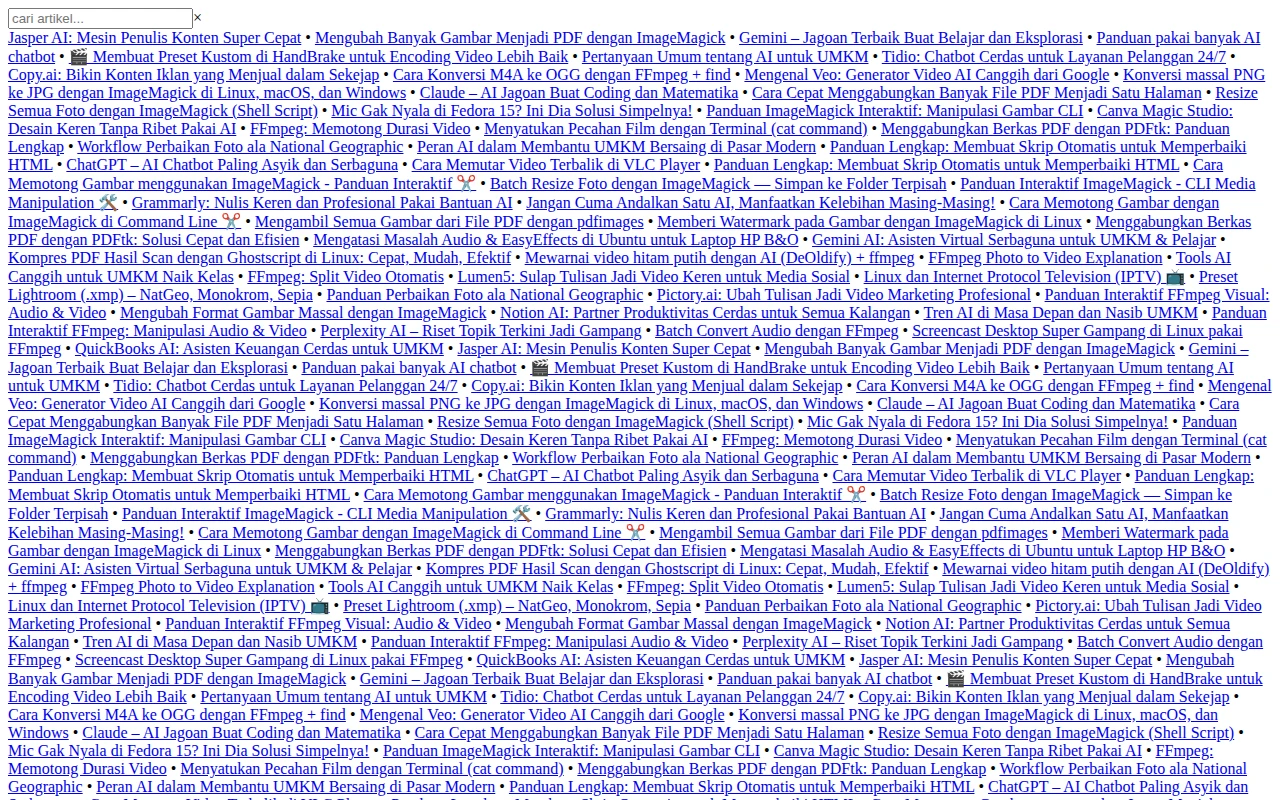 cari artikel... ×
Jasper AI: Mesin Penulis Konten Super Cepat • Mengubah Banyak Gambar Menjadi PDF dengan ImageMagick • Gemini – Jagoan Terbaik Buat Belajar dan Eksplorasi • Panduan pakai banyak AI
chatbot • 🎬 Membuat Preset Kustom di HandBrake untuk Encoding Video Lebih Baik • Pertanyaan Umum tentang AI untuk UMKM • Tidio: Chatbot Cerdas untuk Layanan Pelanggan 24/7 •
Copy.ai: Bikin Konten Iklan yang Menjual dalam Sekejap • Cara Konversi M4A ke OGG dengan FFmpeg + find • Mengenal Veo: Generator Video AI Canggih dari Google • Konversi massal PNG
ke JPG dengan ImageMagick di Linux, macOS, dan Windows • Claude – AI Jagoan Buat Coding dan Matematika • Cara Cepat Menggabungkan Banyak File PDF Menjadi Satu Halaman • Resize
Semua Foto dengan ImageMagick (Shell Script) • Mic Gak Nyala di Fedora 15? Ini Dia Solusi Simpelnya! • Panduan ImageMagick Interaktif: Manipulasi Gambar CLI • Canva Magic Studio:
Desain Keren Tanpa Ribet Pakai AI • FFmpeg: Memotong Durasi Video • Menyatukan Pecahan Film dengan Terminal (cat command) • Menggabungkan Berkas PDF dengan PDFtk: Panduan
Lengkap • Workflow Perbaikan Foto ala National Geographic • Peran AI dalam Membantu UMKM Bersaing di Pasar Modern • Panduan Lengkap: Membuat Skrip Otomatis untuk Memperbaiki
HTML • ChatGPT – AI Chatbot Paling Asyik dan Serbaguna • Cara Memutar Video Terbalik di VLC Player • Panduan Lengkap: Membuat Skrip Otomatis untuk Memperbaiki HTML • Cara
Memotong Gambar menggunakan ImageMagick - Panduan Interaktif ✂️ • Batch Resize Foto dengan ImageMagick — Simpan ke Folder Terpisah • Panduan Interaktif ImageMagick - CLI Media
Manipulation 🛠️ • Grammarly: Nulis Keren dan Profesional Pakai Bantuan AI • Jangan Cuma Andalkan Satu AI, Manfaatkan Kelebihan Masing-Masing! • Cara Memotong Gambar dengan
ImageMagick di Command Line ✂️ • Mengambil Semua Gambar dari File PDF dengan pdfimages • Memberi Watermark pada Gambar dengan ImageMagick di Linux • Menggabungkan Berkas
PDF dengan PDFtk: Solusi Cepat dan Efisien • Mengatasi Masalah Audio & EasyEffects di Ubuntu untuk Laptop HP B&O • Gemini AI: Asisten Virtual Serbaguna untuk UMKM & Pelajar •
Kompres PDF Hasil Scan dengan Ghostscript di Linux: Cepat, Mudah, Efektif • Mewarnai video hitam putih dengan AI (DeOldify) + ffmpeg • FFmpeg Photo to Video Explanation • Tools AI
Canggih untuk UMKM Naik Kelas • FFmpeg: Split Video Otomatis • Lumen5: Sulap Tulisan Jadi Video Keren untuk Media Sosial • Linux dan Internet Protocol Television (IPTV) 📺 • Preset
Lightroom (.xmp) – NatGeo, Monokrom, Sepia • Panduan Perbaikan Foto ala National Geographic • Pictory.ai: Ubah Tulisan Jadi Video Marketing Profesional • Panduan Interaktif FFmpeg Visual:
Audio & Video • Mengubah Format Gambar Massal dengan ImageMagick • Notion AI: Partner Produktivitas Cerdas untuk Semua Kalangan • Tren AI di Masa Depan dan Nasib UMKM • Panduan
Interaktif FFmpeg: Manipulasi Audio & Video • Perplexity AI – Riset Topik Terkini Jadi Gampang • Batch Convert Audio dengan FFmpeg • Screencast Desktop Super Gampang di Linux pakai
FFmpeg • QuickBooks AI: Asisten Keuangan Cerdas untuk UMKM • Jasper AI: Mesin Penulis Konten Super Cepat • Mengubah Banyak Gambar Menjadi PDF dengan ImageMagick • Gemini –
Jagoan Terbaik Buat Belajar dan Eksplorasi • Panduan pakai banyak AI chatbot • 🎬 Membuat Preset Kustom di HandBrake untuk Encoding Video Lebih Baik • Pertanyaan Umum tentang AI
untuk UMKM • Tidio: Chatbot Cerdas untuk Layanan Pelanggan 24/7 • Copy.ai: Bikin Konten Iklan yang Menjual dalam Sekejap • Cara Konversi M4A ke OGG dengan FFmpeg + find • Mengenal
Veo: Generator Video AI Canggih dari Google • Konversi massal PNG ke JPG dengan ImageMagick di Linux, macOS, dan Windows • Claude – AI Jagoan Buat Coding dan Matematika • Cara
Cepat Menggabungkan Banyak File PDF Menjadi Satu Halaman • Resize Semua Foto dengan ImageMagick (Shell Script) • Mic Gak Nyala di Fedora 15? Ini Dia Solusi Simpelnya! • Panduan
ImageMagick Interaktif: Manipulasi Gambar CLI • Canva Magic Studio: Desain Keren Tanpa Ribet Pakai AI • FFmpeg: Memotong Durasi Video • Menyatukan Pecahan Film dengan Terminal (cat
command) • Menggabungkan Berkas PDF dengan PDFtk: Panduan Lengkap • Workflow Perbaikan Foto ala National Geographic • Peran AI dalam Membantu UMKM Bersaing di Pasar Modern •
Panduan Lengkap: Membuat Skrip Otomatis untuk Memperbaiki HTML • ChatGPT – AI Chatbot Paling Asyik dan Serbaguna • Cara Memutar Video Terbalik di VLC Player • Panduan Lengkap:
Membuat Skrip Otomatis untuk Memperbaiki HTML • Cara Memotong Gambar menggunakan ImageMagick - Panduan Interaktif ✂️ • Batch Resize Foto dengan ImageMagick — Simpan ke
Folder Terpisah • Panduan Interaktif ImageMagick - CLI Media Manipulation 🛠️ • Grammarly: Nulis Keren dan Profesional Pakai Bantuan AI • Jangan Cuma Andalkan Satu AI, Manfaatkan
Kelebihan Masing-Masing! • Cara Memotong Gambar dengan ImageMagick di Command Line ✂️ • Mengambil Semua Gambar dari File PDF dengan pdfimages • Memberi Watermark pada
Gambar dengan ImageMagick di Linux • Menggabungkan Berkas PDF dengan PDFtk: Solusi Cepat dan Efisien • Mengatasi Masalah Audio & EasyEffects di Ubuntu untuk Laptop HP B&O •
Gemini AI: Asisten Virtual Serbaguna untuk UMKM & Pelajar • Kompres PDF Hasil Scan dengan Ghostscript di Linux: Cepat, Mudah, Efektif • Mewarnai video hitam putih dengan AI (DeOldify)
+ ffmpeg • FFmpeg Photo to Video Explanation • Tools AI Canggih untuk UMKM Naik Kelas • FFmpeg: Split Video Otomatis • Lumen5: Sulap Tulisan Jadi Video Keren untuk Media Sosial •
Linux dan Internet Protocol Television (IPTV) 📺 • Preset Lightroom (.xmp) – NatGeo, Monokrom, Sepia • Panduan Perbaikan Foto ala National Geographic • Pictory.ai: Ubah Tulisan Jadi Video
Marketing Profesional • Panduan Interaktif FFmpeg Visual: Audio & Video • Mengubah Format Gambar Massal dengan ImageMagick • Notion AI: Partner Produktivitas Cerdas untuk Semua
Kalangan • Tren AI di Masa Depan dan Nasib UMKM • Panduan Interaktif FFmpeg: Manipulasi Audio & Video • Perplexity AI – Riset Topik Terkini Jadi Gampang • Batch Convert Audio dengan
FFmpeg • Screencast Desktop Super Gampang di Linux pakai FFmpeg • QuickBooks AI: Asisten Keuangan Cerdas untuk UMKM • Jasper AI: Mesin Penulis Konten Super Cepat • Mengubah
Banyak Gambar Menjadi PDF dengan ImageMagick • Gemini – Jagoan Terbaik Buat Belajar dan Eksplorasi • Panduan pakai banyak AI chatbot • 🎬 Membuat Preset Kustom di HandBrake untuk
Encoding Video Lebih Baik • Pertanyaan Umum tentang AI untuk UMKM • Tidio: Chatbot Cerdas untuk Layanan Pelanggan 24/7 • Copy.ai: Bikin Konten Iklan yang Menjual dalam Sekejap •
Cara Konversi M4A ke OGG dengan FFmpeg + find • Mengenal Veo: Generator Video AI Canggih dari Google • Konversi massal PNG ke JPG dengan ImageMagick di Linux, macOS, dan
Windows • Claude – AI Jagoan Buat Coding dan Matematika • Cara Cepat Menggabungkan Banyak File PDF Menjadi Satu Halaman • Resize Semua Foto dengan ImageMagick (Shell Script) •
Mic Gak Nyala di Fedora 15? Ini Dia Solusi Simpelnya! • Panduan ImageMagick Interaktif: Manipulasi Gambar CLI • Canva Magic Studio: Desain Keren Tanpa Ribet Pakai AI • FFmpeg:
Memotong Durasi Video • Menyatukan Pecahan Film dengan Terminal (cat command) • Menggabungkan Berkas PDF dengan PDFtk: Panduan Lengkap • Workflow Perbaikan Foto ala National
Geographic • Peran AI dalam Membantu UMKM Bersaing di Pasar Modern • Panduan Lengkap: Membuat Skrip Otomatis untuk Memperbaiki HTML • ChatGPT – AI Chatbot Paling Asyik dan